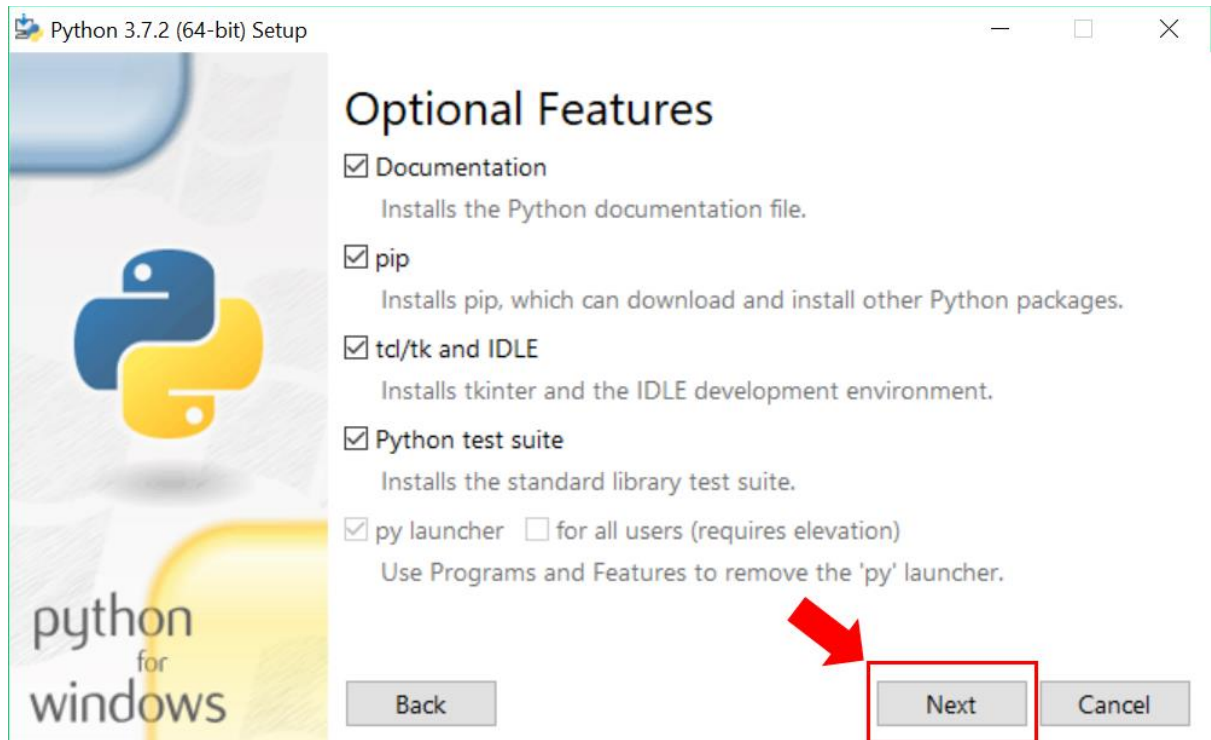 Python 3.7.2 (64-bit) Setup
Optional Features
Documentation
Installs the Python documentation file.
pip
Installs pip, which can download and install other Python packages.
tcl/tk and IDLE
Installs tkinter and the IDLE development environment.
Python test suite
Installs the standard library test suite.
py launcher for all users (requires elevation)
Use Programs and Features to remove the 'py' launcher.
python
for
windows
Back Next Cancel